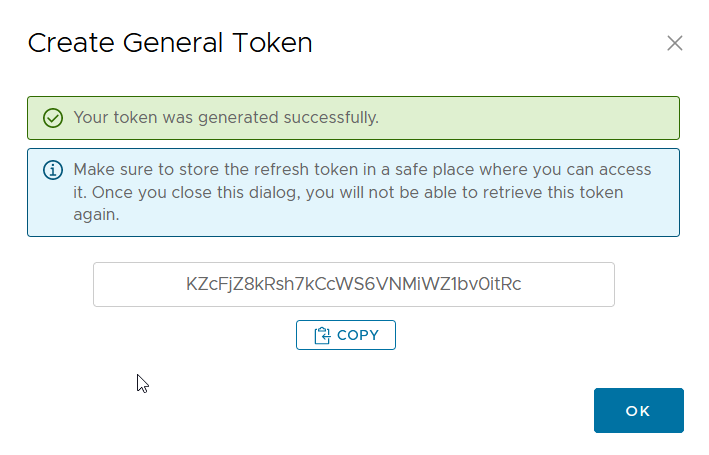 Create General Token
Your token was generated successfully.
Make sure to store the refresh token in a safe place where you can access
it. Once you close this dialog, you will not be able to retrieve this token
again.
KZcFjZ8kRsh7kCcWS6VNMiWZ1bv0itRc
COPY
OK